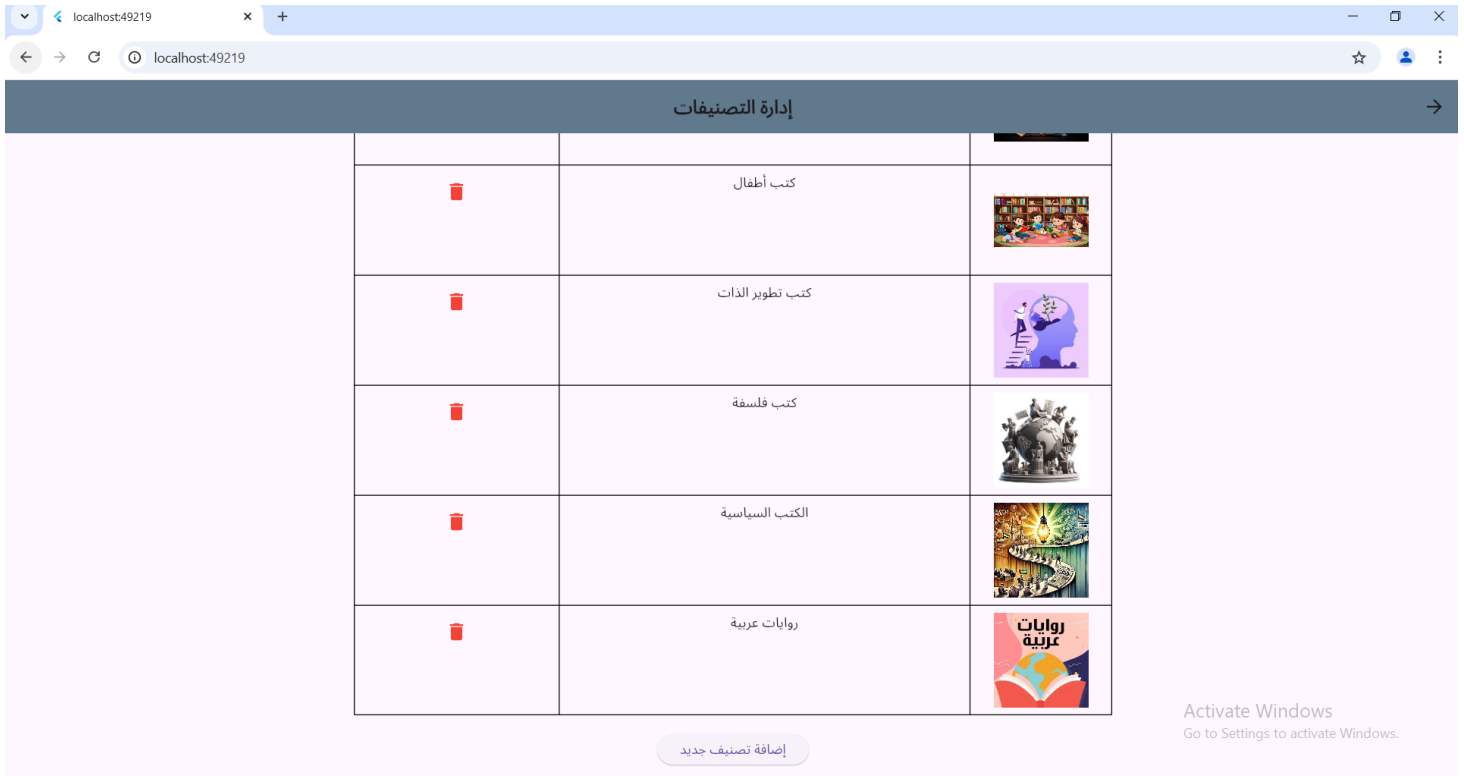 localhost:49219
localhost:49219
إدارة التصنيفات
كتب أطفال
كتب تطوير الذات
كتب فلسفة
الكتب السياسية
روايات عربية
روايات
عربية
إضافة تصنيف جديد
Activate Windows
Go to Settings to activate Windows.